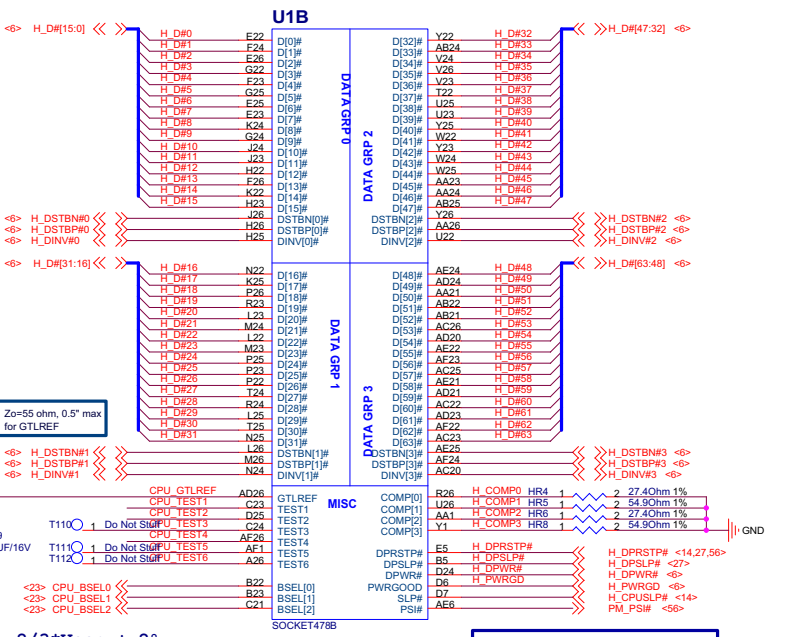 U1B
<6> H_D#[15:0] H_D#[47:32] <6>
H_D#0 E22 D[0]# D[32]# Y22 H_D#32
H_D#1 F24 D[1]# D[33]# AB24 H_D#33
H_D#2 E26 D[2]# D[34]# V24 H_D#34
H_D#3 G22 D[3]# D[35]# V26 H_D#35
H_D#4 F23 D[4]# D[36]# V23 H_D#36
H_D#5 G25 D[5]# D[37]# T22 H_D#37
H_D#6 E25 D[6]# D[38]# U25 H_D#38
H_D#7 E23 D[7]# D[39]# U23 H_D#39
H_D#8 K24 D[8]# D[40]# Y25 H_D#40
H_D#9 G24 D[9]# D[41]# W22 H_D#41
H_D#10 J24 D[10]# D[42]# Y23 H_D#42
H_D#11 J23 D[11]# D[43]# W24 H_D#43
H_D#12 H22 D[12]# D[44]# W25 H_D#44
H_D#13 F26 D[13]# D[45]# AA23 H_D#45
H_D#14 K22 D[14]# D[46]# AA24 H_D#46
H_D#15 H23 D[15]# D[47]# AB25 H_D#47
<6> H_DSTBN#0 J26 DSTBN[0]# DSTBN[2]# Y26 H_DSTBN#2 <6>
<6> H_DSTBP#0 H26 DSTBP[0]# DSTBP[2]# AA26 H_DSTBP#2 <6>
<6> H_DINV#0 H25 DINV[0]# DINV[2]# U22 H_DINV#2 <6>
DATA GRP 0
DATA GRP 2
<6> H_D#[31:16] H_D#[63:48] <6>
H_D#16 N22 D[16]# D[48]# AE24 H_D#48
H_D#17 K25 D[17]# D[49]# AD24 H_D#49
H_D#18 P26 D[18]# D[50]# AA21 H_D#50
H_D#19 R23 D[19]# D[51]# AB22 H_D#51
H_D#20 L23 D[20]# D[52]# AB21 H_D#52
H_D#21 M24 D[21]# D[53]# AC26 H_D#53
H_D#22 L22 D[22]# D[54]# AD20 H_D#54
H_D#23 M23 D[23]# D[55]# AE22 H_D#55
H_D#24 P25 D[24]# D[56]# AF23 H_D#56
H_D#25 P23 D[25]# D[57]# AC25 H_D#57
H_D#26 P22 D[26]# D[58]# AE21 H_D#58
H_D#27 T24 D[27]# D[59]# AD21 H_D#59
H_D#28 R24 D[28]# D[60]# AC22 H_D#60
H_D#29 L25 D[29]# D[61]# AD23 H_D#61
H_D#30 T25 D[30]# D[62]# AF22 H_D#62
H_D#31 N25 D[31]# D[63]# AC23 H_D#63
<6> H_DSTBN#1 L26 DSTBN[1]# DSTBN[3]# AE25 H_DSTBN#3 <6>
<6> H_DSTBP#1 M26 DSTBP[1]# DSTBP[3]# AF24 H_DSTBP#3 <6>
<6> H_DINV#1 N24 DINV[1]# DINV[3]# AC20 H_DINV#3 <6>
DATA GRP 1
DATA GRP 3
Zo=55 ohm, 0.5" max
for GTLREF
MISC
CPU_GTLREF AD26 GTLREF COMP[0] R26 H_COMP0 HR4 1 2 27.4Ohm 1%
CPU_TEST1 C23 TEST1 COMP[1] U26 H_COMP1 HR5 1 2 54.9Ohm 1%
CPU_TEST2 D25 TEST2 COMP[2] AA1 H_COMP2 HR6 1 2 27.4Ohm 1%
T110 1 Do Not Stuff CPU_TEST3 C24 TEST3 COMP[3] Y1 H_COMP3 HR8 1 2 54.9Ohm 1%
GND
CPU_TEST4 AF26 TEST4
UF/16V T111 1 Do Not Stuff CPU_TEST5 AF1 TEST5 DPRSTP# E5 H_DPRSTP# H_DPRSTP# <14,27,56>
T112 1 Do Not Stuff CPU_TEST6 A26 TEST6 DPSLP# B5 H_DPSLP# H_DPSLP# <27>
DPWR# D24 H_DPWR# H_DPWR# <6>
<23> CPU_BSEL0 B22 BSEL[0] PWRGOOD D6 H_PWRGD H_PWRGD <6>
<23> CPU_BSEL1 B23 BSEL[1] SLP# D7 H_CPUSLP# <14>
<23> CPU_BSEL2 C21 BSEL[2] PSI# AE6 PM_PSI# <56>
SOCKET478B